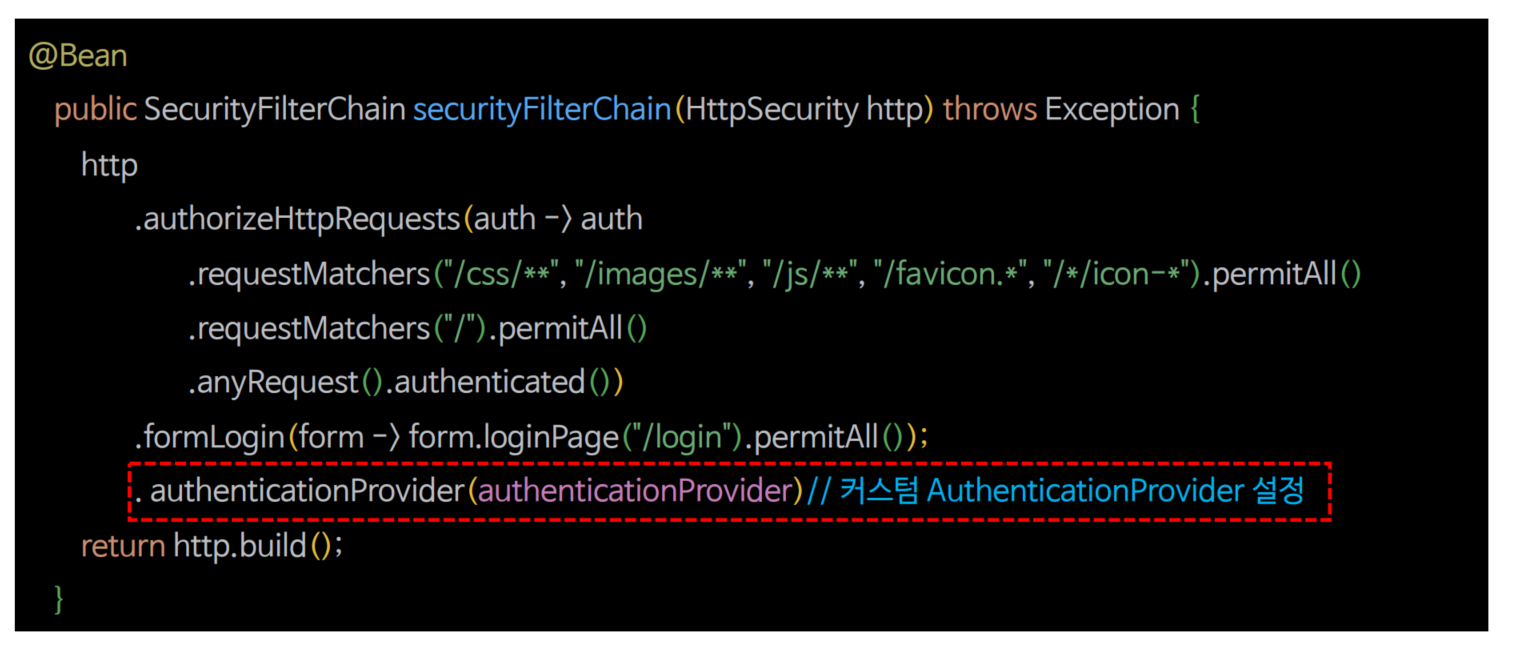 @Bean
public SecurityFilterChain securityFilterChain(HttpSecurity http) throws Exception {
http
.authorizeHttpRequests(auth -> auth
.requestMatchers("/css/**", "/images/**", "/js/**", "/favicon.*", "/*/icon-*").permitAll()
.requestMatchers("/").permitAll()
.anyRequest().authenticated())
.formLogin(form -> form.loginPage("/login").permitAll());
. authenticationProvider(authenticationProvider)// 커스텀 AuthenticationProvider 설정
return http.build();
}